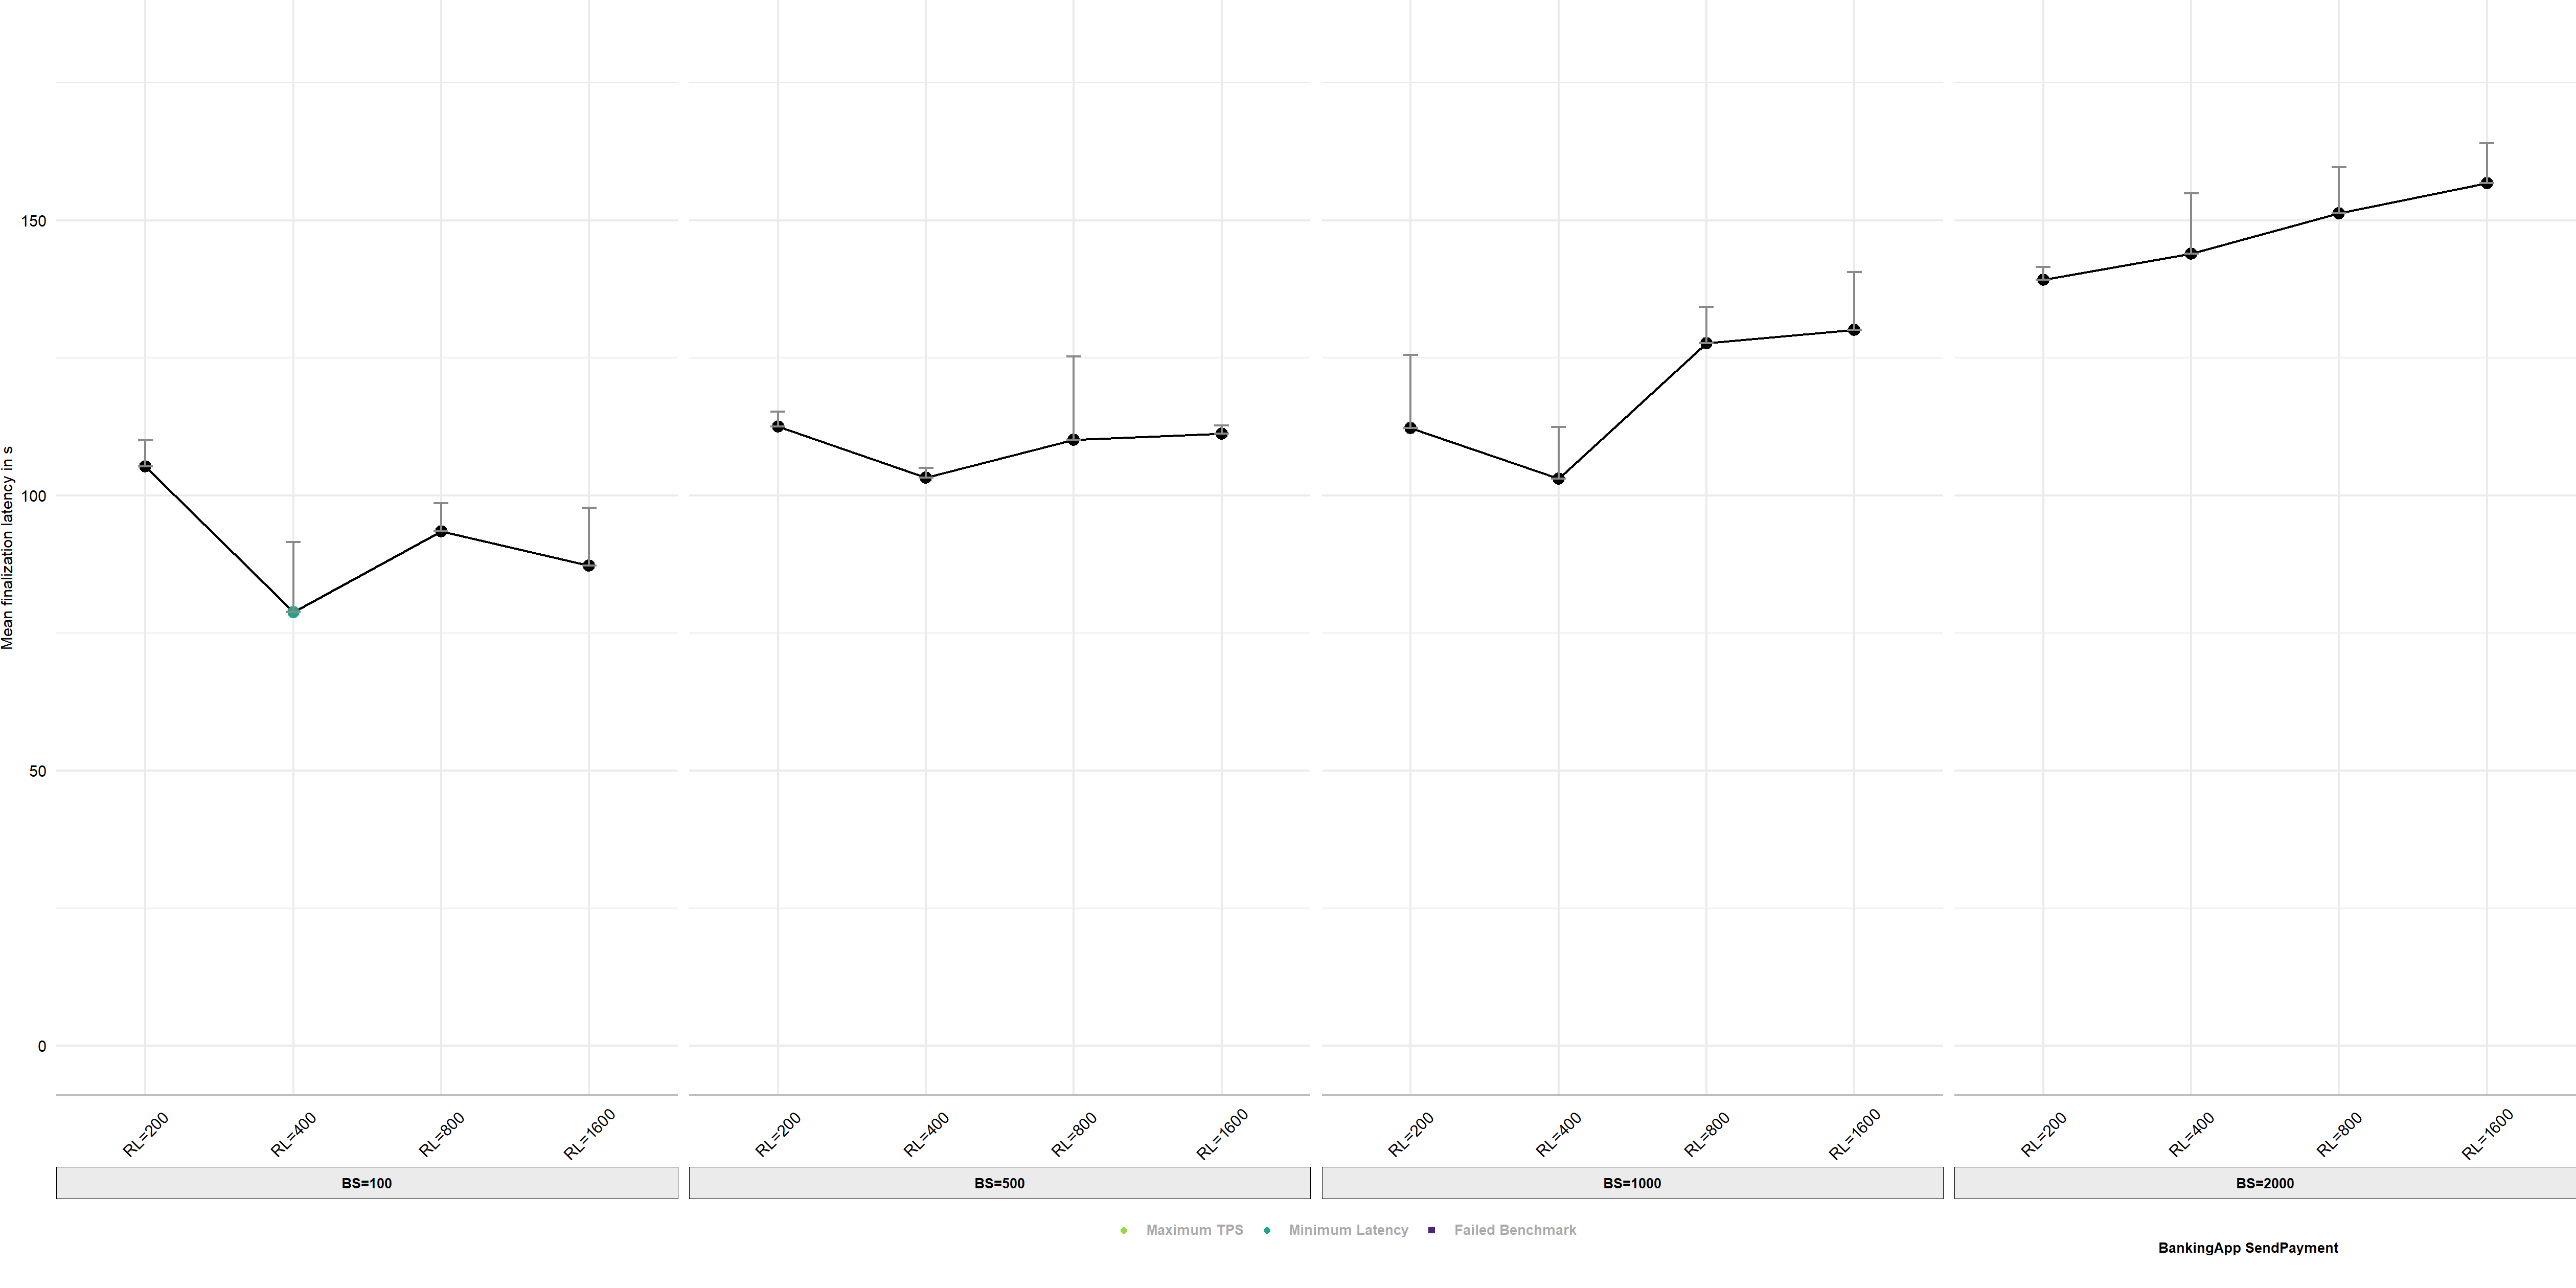 Mean finalization latency in s
150
100
50
0
RL=200 RL=400 RL=800 RL=1600 RL=200 RL=400 RL=800 RL=1600 RL=200 RL=400 RL=800 RL=1600 RL=200 RL=400 RL=800 RL=1600
BS=100 BS=500 BS=1000 BS=2000
Maximum TPS Minimum Latency Failed Benchmark
BankingApp SendPayment